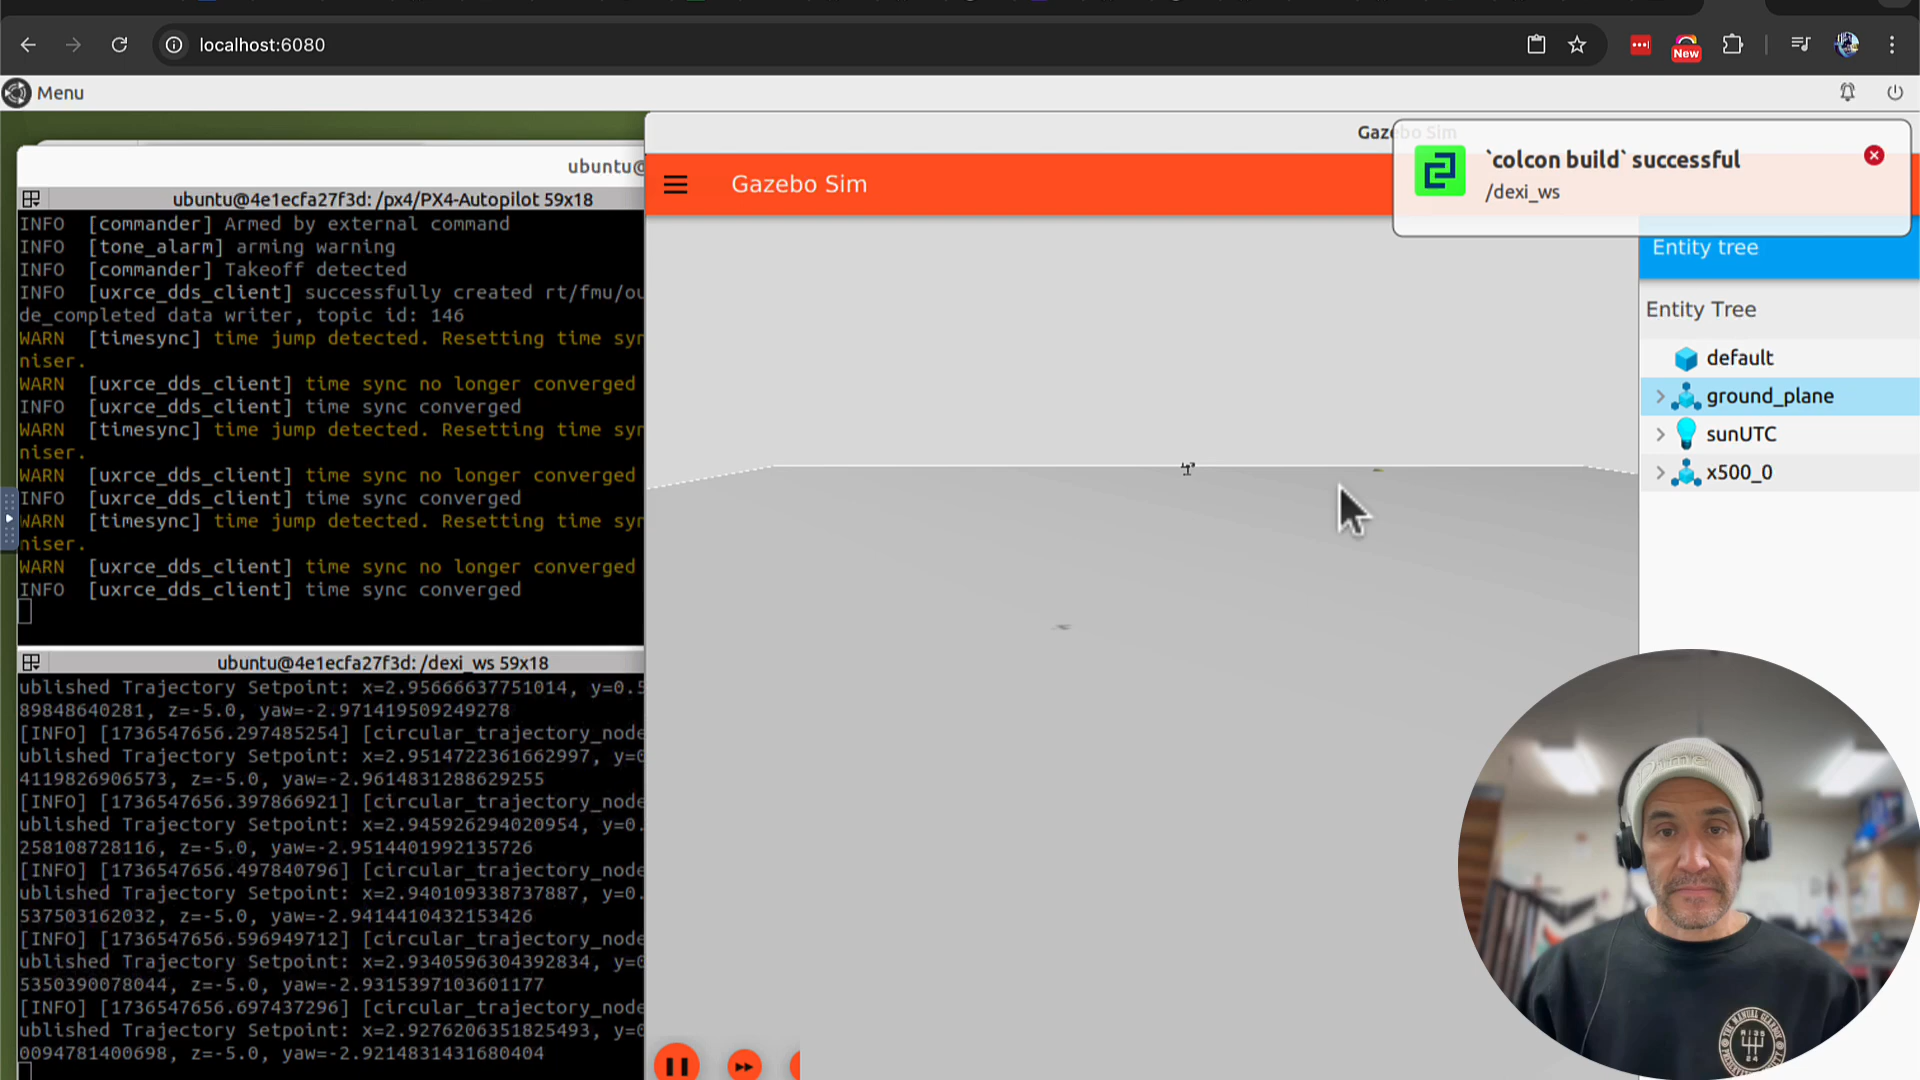 localhost:6080
New
Menu
Gazebo Sim
`colcon build` successful
/dexi_ws
ubuntu@
ubuntu@4e1ecfa27f3d: /px4/PX4-Autopilot 59x18
INFO [commander] Armed by external command
INFO [tone_alarm] arming warning
INFO [commander] Takeoff detected
INFO [uxrce_dds_client] successfully created rt/fmu/ou
de_completed data writer, topic id: 146
WARN [timesync] time jump detected. Resetting time syn
niser.
WARN [uxrce_dds_client] time sync no longer converged
INFO [uxrce_dds_client] time sync converged
WARN [timesync] time jump detected. Resetting time syn
niser.
WARN [uxrce_dds_client] time sync no longer converged
INFO [uxrce_dds_client] time sync converged
WARN [timesync] time jump detected. Resetting time syn
niser.
WARN [uxrce_dds_client] time sync no longer converged
INFO [uxrce_dds_client] time sync converged
ubuntu@4e1ecfa27f3d: /dexi_ws 59x18
ublished Trajectory Setpoint: x=2.95666637751014, y=0.5
89848640281, z=-5.0, yaw=-2.971419509249278
[INFO] [1736547656.297485254] [circular_trajectory_node
ublished Trajectory Setpoint: x=2.9514722361662997, y=0
4119826906573, z=-5.0, yaw=-2.96148312886292​55
[INFO] [1736547656.397866921] [circular_trajectory_node
ublished Trajectory Setpoint: x=2.945926294020954, y=0.
258108728116, z=-5.0, yaw=-2.9514401992135726
[INFO] [1736547656.497840796] [circular_trajectory_node
ublished Trajectory Setpoint: x=2.940109338737887, y=0.
537503162032, z=-5.0, yaw=-2.9414410432153426
[INFO] [1736547656.596949712] [circular_trajectory_node
ublished Trajectory Setpoint: x=2.9340596304392834, y=0
5350390078044, z=-5.0, yaw=-2.9315397103601177
[INFO] [1736547656.697437296] [circular_trajectory_node
ublished Trajectory Setpoint: x=2.9276206351825493, y=0
0094781400698, z=-5.0, yaw=-2.9214831431680404
Gazebo Sim
Entity tree
Entity Tree
default
ground_plane
sunUTC
x500_0
THE MANUAL GEARBOX